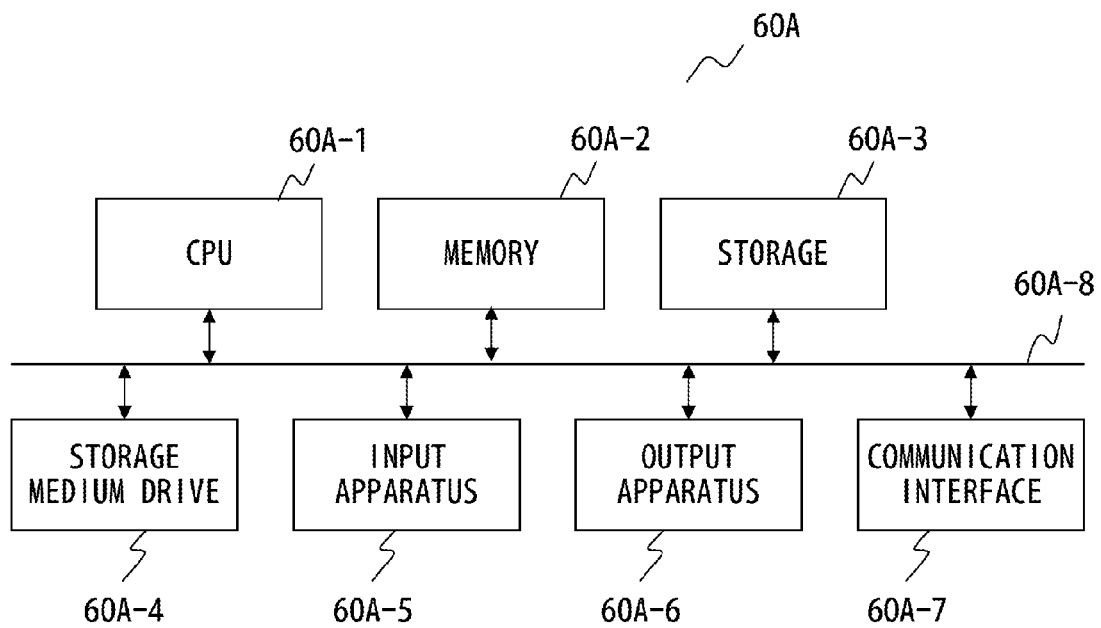 60A
60A-1
60A-2
60A-3
CPU
MEMORY
STORAGE
60A-8
STORAGE
MEDIUM DRIVE
INPUT
APPARATUS
OUTPUT
APPARATUS
COMMUNICATION
INTERFACE
60A-4
60A-5
60A-6
60A-7